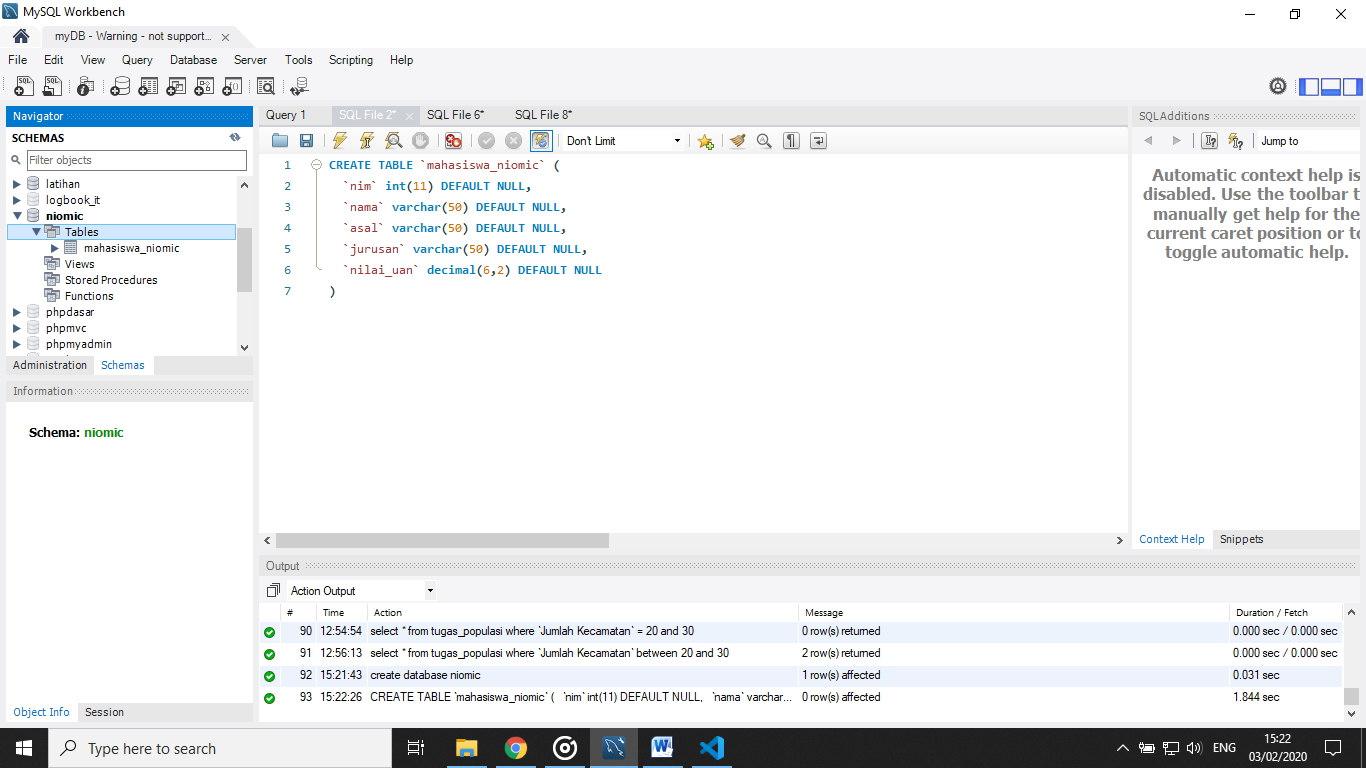 MySQL Workbench
myDB - Warning - not support...
File Edit View Query Database Server Tools Scripting Help
Navigator
SCHEMAS
Filter objects
latihan
logbook_it
niomic
Tables
mahasiswa_niomic
Views
Stored Procedures
Functions
phpdasar
phpmvc
phpmyadmin
Administration Schemas
Information
Schema: niomic
Object Info Session
Query 1 SQL File 2* SQL File 6* SQL File 8*
Don't Limit
1 CREATE TABLE `mahasiswa_niomic` (
2 `nim` int(11) DEFAULT NULL,
3 `nama` varchar(50) DEFAULT NULL,
4 `asal` varchar(50) DEFAULT NULL,
5 `jurusan` varchar(50) DEFAULT NULL,
6 `nilai_uan` decimal(6,2) DEFAULT NULL
7 )
SQLAdditions
Jump to
Automatic context help is
disabled. Use the toolbar t
manually get help for the
current caret position or to
toggle automatic help.
Context Help Snippets
Output
Action Output
# Time Action Message Duration / Fetch
90 12:54:54 select * from tugas_populasi where `Jumlah Kecamatan` = 20 and 30 0 row(s) returned 0.000 sec / 0.000 sec
91 12:56:13 select * from tugas_populasi where `Jumlah Kecamatan` between 20 and 30 2 row(s) returned 0.000 sec / 0.000 sec
92 15:21:43 create database niomic 1 row(s) affected 0.031 sec
93 15:22:26 CREATE TABLE `mahasiswa_niomic` ( `nim` int(11) DEFAULT NULL, `nama` varchar... 0 row(s) affected 1.844 sec
Type here to search
ENG
15:22
03/02/2020